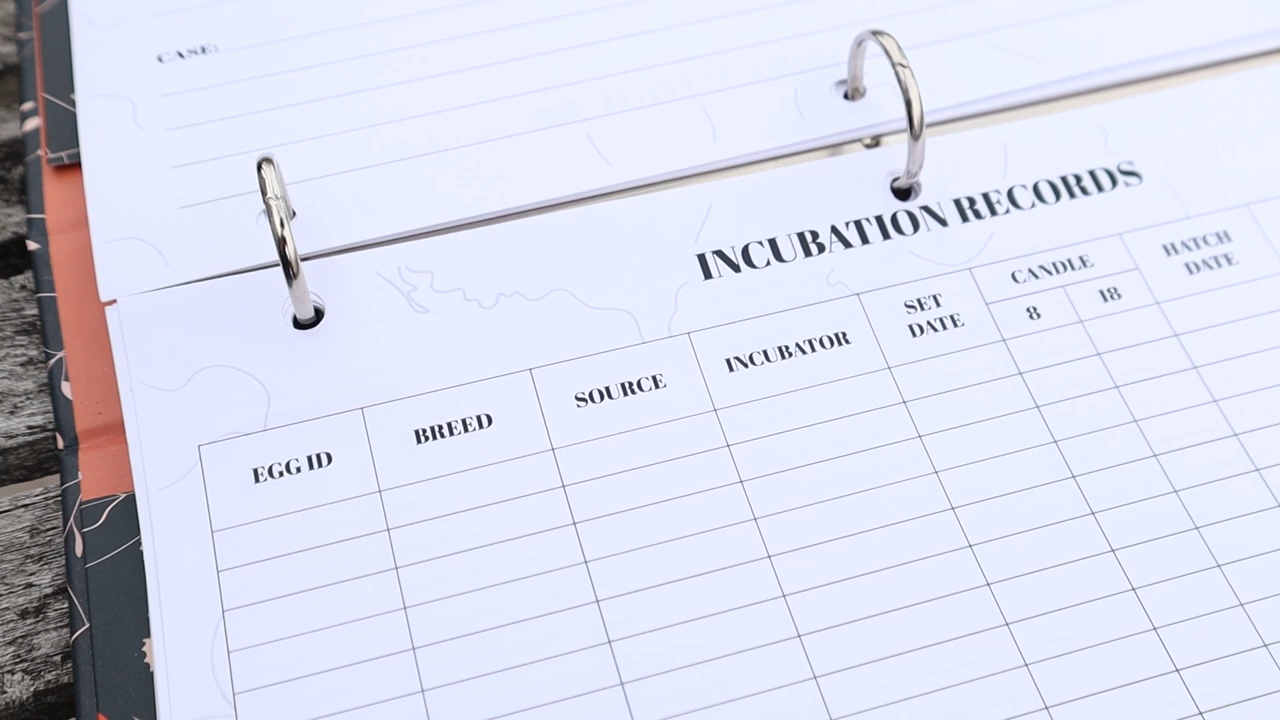 CASE:
INCUBATION RECORDS
EGG ID
BREED
SOURCE
INCUBATOR
SET
DATE
CANDLE
8
18
HATCH
DATE